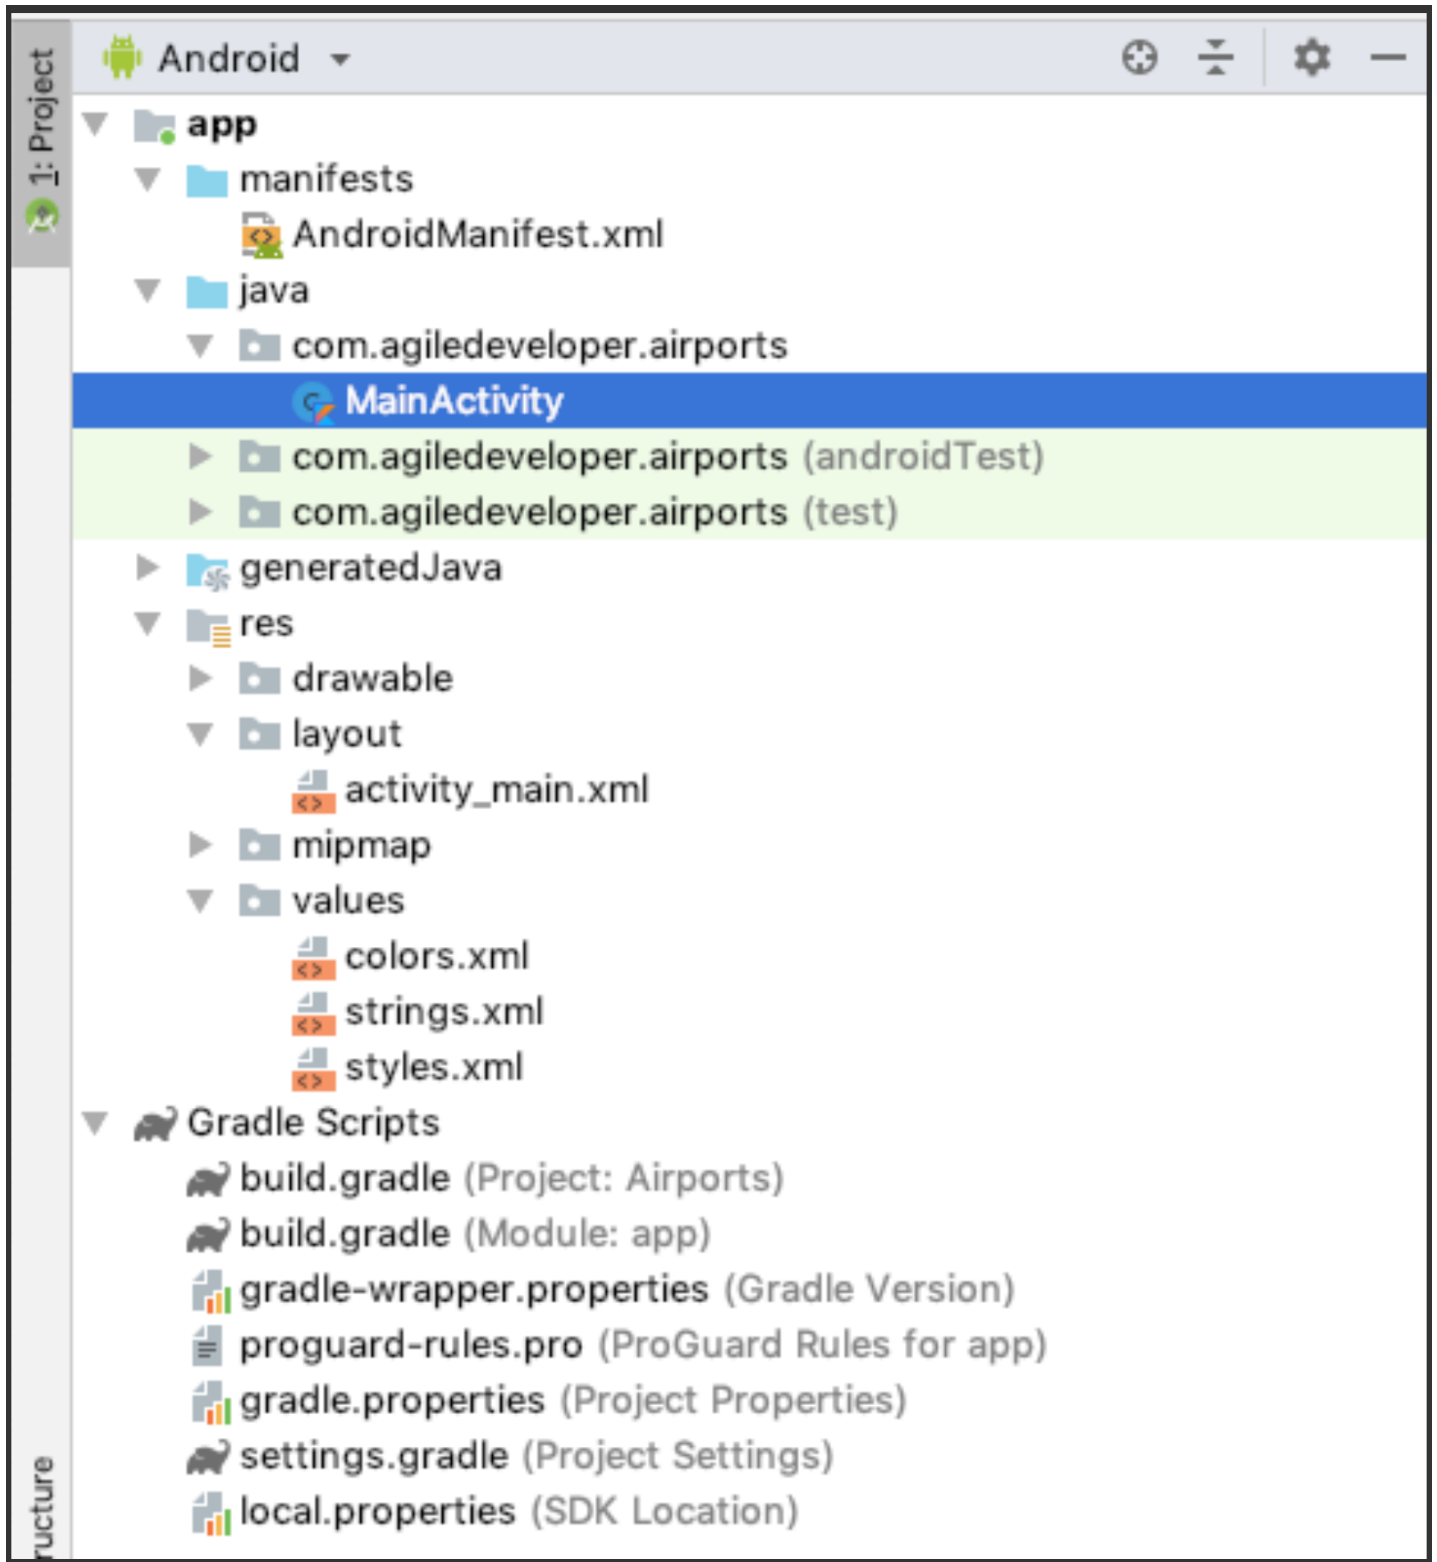 1: Project
Android
app
manifests
AndroidManifest.xml
java
com.agiledeveloper.airports
MainActivity
com.agiledeveloper.airports (androidTest)
com.agiledeveloper.airports (test)
generatedJava
res
drawable
layout
activity_main.xml
mipmap
values
colors.xml
strings.xml
styles.xml
Gradle Scripts
build.gradle (Project: Airports)
build.gradle (Module: app)
gradle-wrapper.properties (Gradle Version)
proguard-rules.pro (ProGuard Rules for app)
gradle.properties (Project Properties)
settings.gradle (Project Settings)
local.properties (SDK Location)
ructure